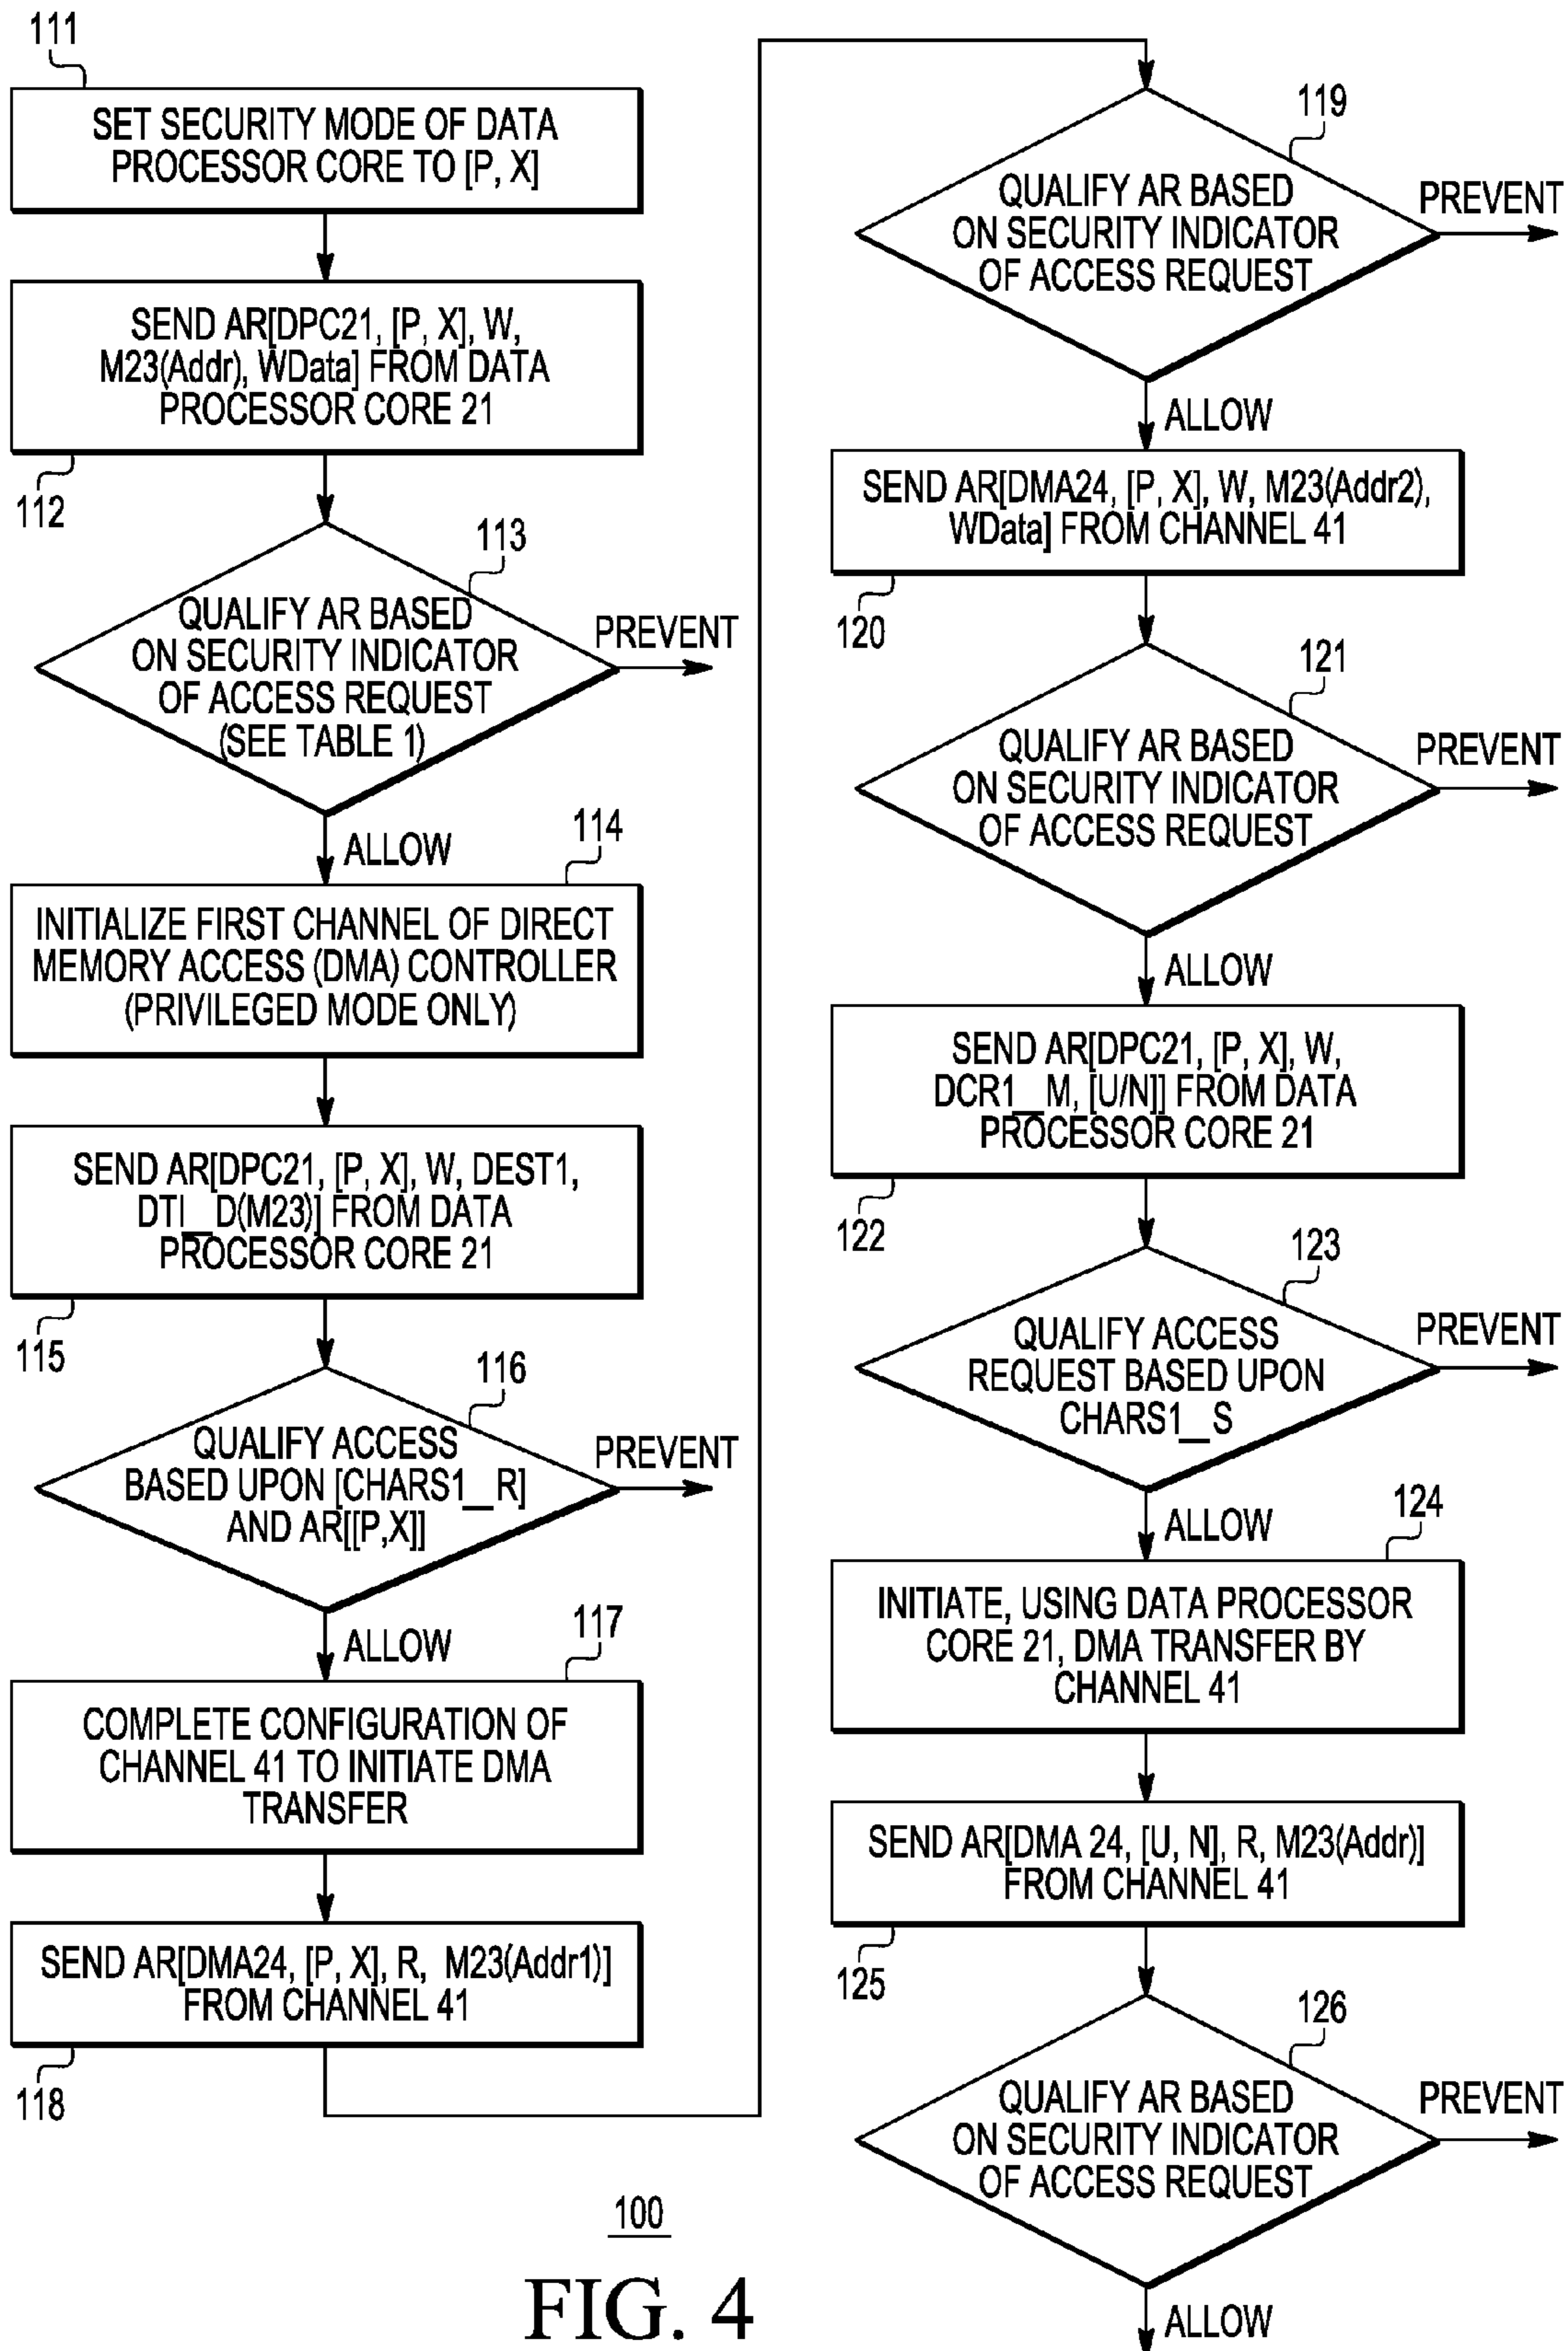 111
SET SECURITY MODE OF DATA
PROCESSOR CORE TO [P, X]
SEND AR[DPC21, [P, X], W,
M23(Addr), WData] FROM DATA
PROCESSOR CORE 21
112
113
QUALIFY AR BASED
ON SECURITY INDICATOR
OF ACCESS REQUEST
(SEE TABLE 1)
PREVENT
ALLOW
114
INITIALIZE FIRST CHANNEL OF DIRECT
MEMORY ACCESS (DMA) CONTROLLER
(PRIVILEGED MODE ONLY)
SEND AR[DPC21, [P, X], W, DEST1,
DTI_D(M23)] FROM DATA
PROCESSOR CORE 21
115
116
QUALIFY ACCESS
BASED UPON [CHARS1_R]
AND AR[[P,X]]
PREVENT
ALLOW
117
COMPLETE CONFIGURATION OF
CHANNEL 41 TO INITIATE DMA
TRANSFER
SEND AR[DMA24, [P, X], R, M23(Addr1)]
FROM CHANNEL 41
118
119
QUALIFY AR BASED
ON SECURITY INDICATOR
OF ACCESS REQUEST
PREVENT
ALLOW
SEND AR[DMA24, [P, X], W, M23(Addr2),
WData] FROM CHANNEL 41
120
121
QUALIFY AR BASED
ON SECURITY INDICATOR
OF ACCESS REQUEST
PREVENT
ALLOW
SEND AR[DPC21, [P, X], W,
DCR1_M, [U/N]] FROM DATA
PROCESSOR CORE 21
122
123
QUALIFY ACCESS
REQUEST BASED UPON
CHARS1_S
PREVENT
ALLOW
124
INITIATE, USING DATA PROCESSOR
CORE 21, DMA TRANSFER BY
CHANNEL 41
SEND AR[DMA 24, [U, N], R, M23(Addr)]
FROM CHANNEL 41
125
126
QUALIFY AR BASED
ON SECURITY INDICATOR
OF ACCESS REQUEST
PREVENT
ALLOW
100
FIG. 4